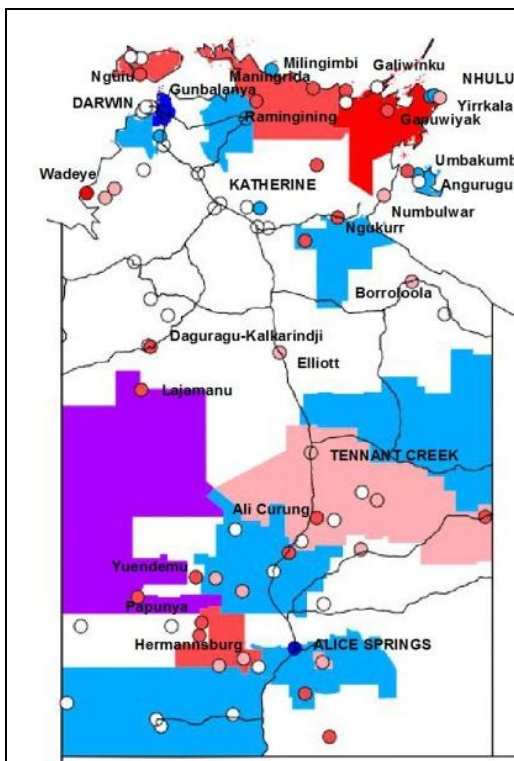 Milingimbi
Galiwinku
Nguiu
Gunbalanya
Maningrida
NHULU
DARWIN
Ramingining
Gapuwiyak
Yirrkala
Umbakumb
Wadeye
KATHERINE
Angurugu
Numbulwar
Ngukurr
Borroloola
Daguragu-Kalkarindji
Elliott
Lajamanu
TENNANT CREEK
Ali Curung
Yuendemu
Papunya
Hermannsburg
ALICE SPRINGS